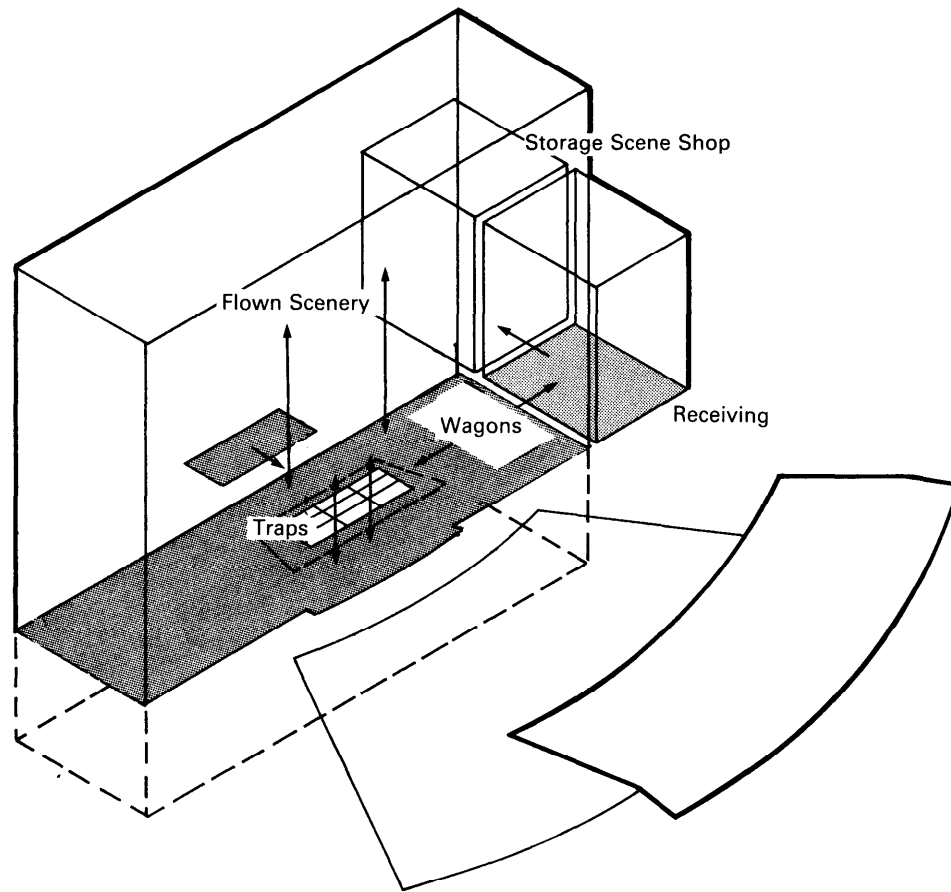 Storage Scene Shop
Flown Scenery
Receiving
Wagons
Traps